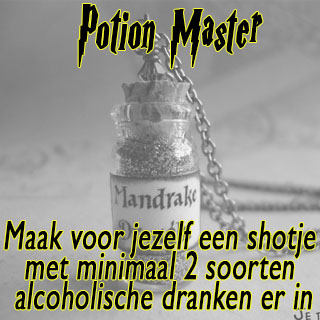 Potion Master
Mandrake
Maak voor jezelf een shotje
met minimaal 2 soorten
alcoholische dranken er in